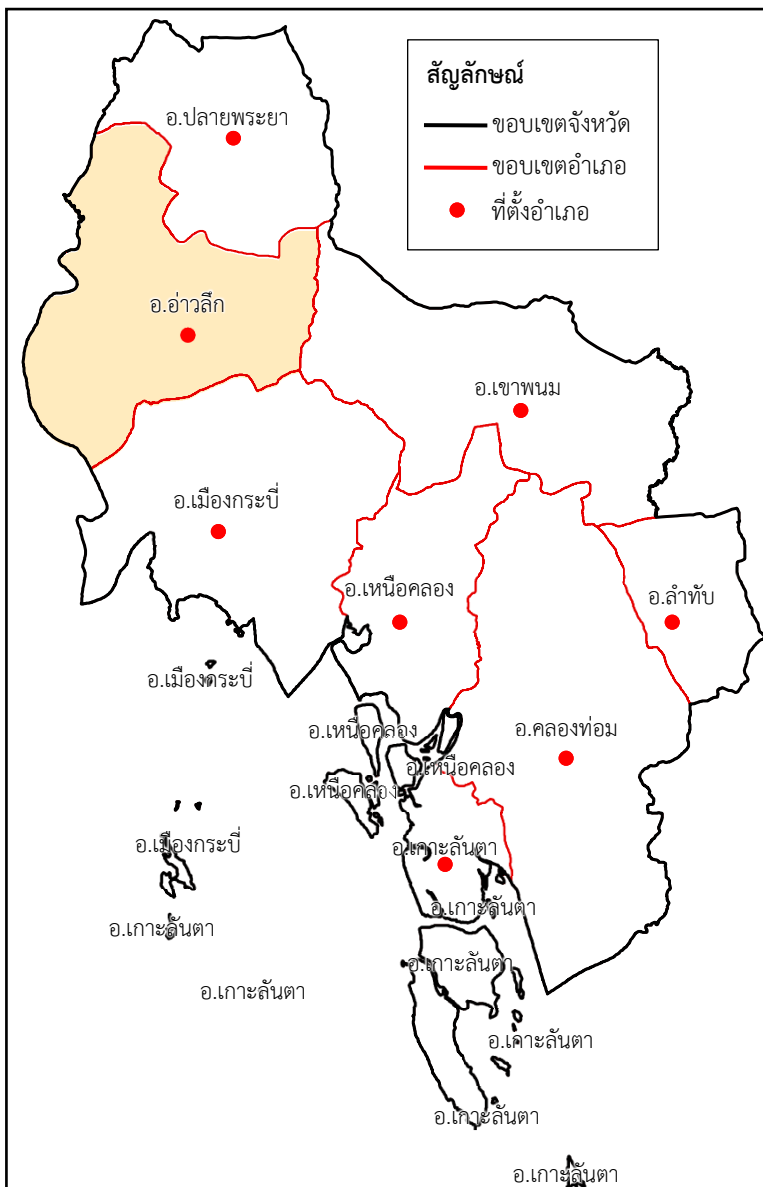 สัญลักษณ์
ขอบเขตจังหวัด
ขอบเขตอำเภอ
ที่ตั้งอำเภอ
อ.ปลายพระยา
อ.อ่าวลึก
อ.เขาพนม
อ.เมืองกระบี่
อ.เหนือคลอง
อ.ลำทับ
อ.เมืองกระบี่
อ.เหนือคลอง
อ.คลองท่อม
อ.เหนือคลอง
อ.เหนือคลอง
อ.เมืองกระบี่
อ.เกาะลันตา
อ.เกาะลันตา
อ.เกาะลันตา
อ.เกาะลันตา
อ.เกาะลันตา
อ.เกาะลันตา
อ.เกาะลันตา
อ.เกาะลันตา